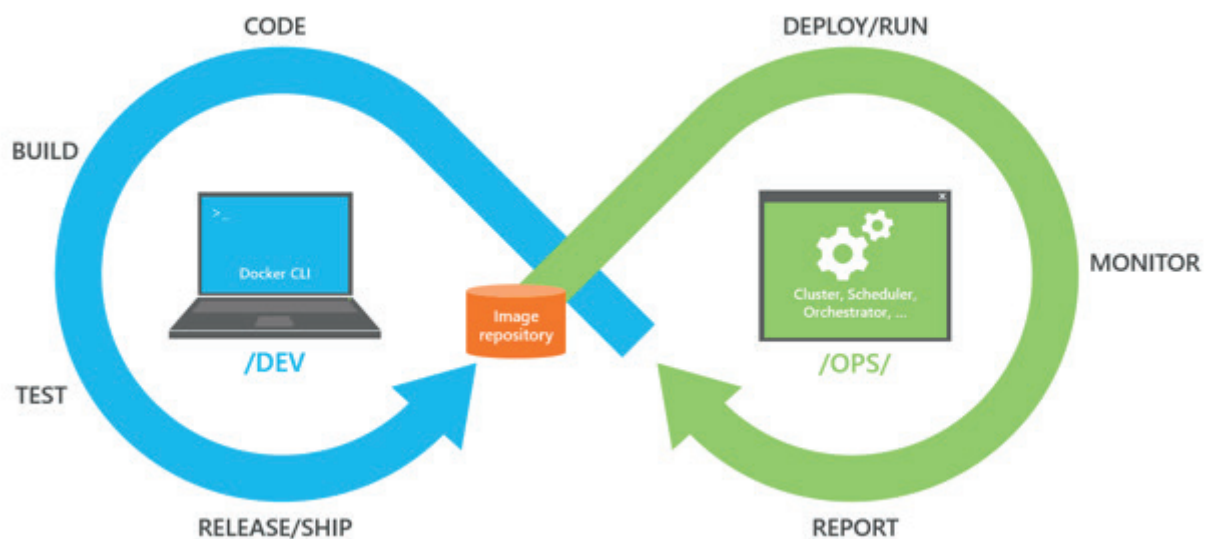 CODE
DEPLOY/RUN
BUILD
>_
Docker CLI
x
Cluster, Scheduler,
Orchestrator, ...
MONITOR
Image
repository
/DEV
/OPS/
TEST
RELEASE/SHIP
REPORT